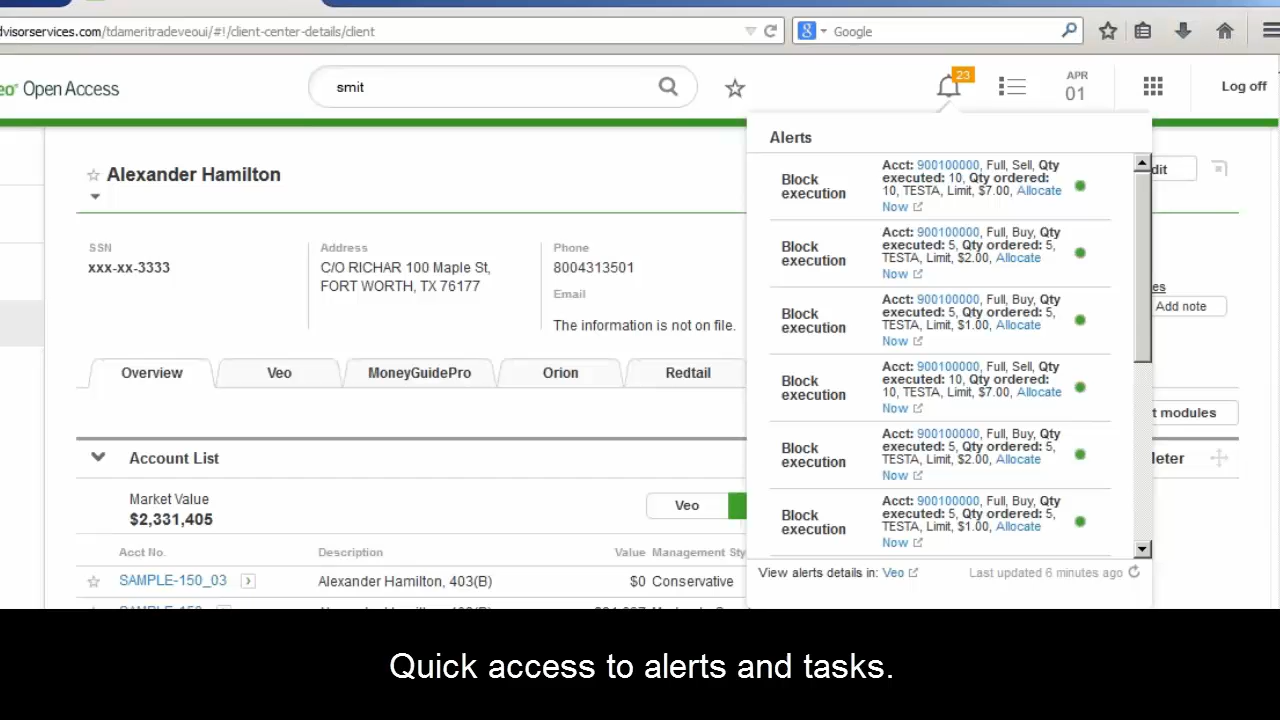 dvisorservices.com/tdameritradeveoui/#!/client-center-details/client
Google
eo® Open Access
smit
23
APR
01
Log off
Alexander Hamilton
SSN
xxx-xx-3333
Address
C/O RICHAR 100 Maple St,
FORT WORTH, TX 76177
Phone
8004313501
Email
The information is not on file.
Overview
Veo
MoneyGuidePro
Orion
Redtail
Account List
Market Value
$2,331,405
Veo
Acct No.
Description
Value
Management Sty
SAMPLE-150_03
Alexander Hamilton, 403(B)
$0
Conservative
Alerts
Block
execution
Acct: 900100000, Full, Sell, Qty
executed: 10, Qty ordered:
10, TESTA, Limit, $7.00, Allocate
Now
Block
execution
Acct: 900100000, Full, Buy, Qty
executed: 5, Qty ordered: 5,
TESTA, Limit, $2.00, Allocate
Now
Block
execution
Acct: 900100000, Full, Buy, Qty
executed: 5, Qty ordered: 5,
TESTA, Limit, $1.00, Allocate
Now
Block
execution
Acct: 900100000, Full, Sell, Qty
executed: 10, Qty ordered:
10, TESTA, Limit, $7.00, Allocate
Now
Block
execution
Acct: 900100000, Full, Buy, Qty
executed: 5, Qty ordered: 5,
TESTA, Limit, $2.00, Allocate
Now
Block
execution
Acct: 900100000, Full, Buy, Qty
executed: 5, Qty ordered: 5,
TESTA, Limit, $1.00, Allocate
Now
View alerts details in: Veo
Last updated 6 minutes ago
dit
es
Add note
t modules
leter
Quick access to alerts and tasks.